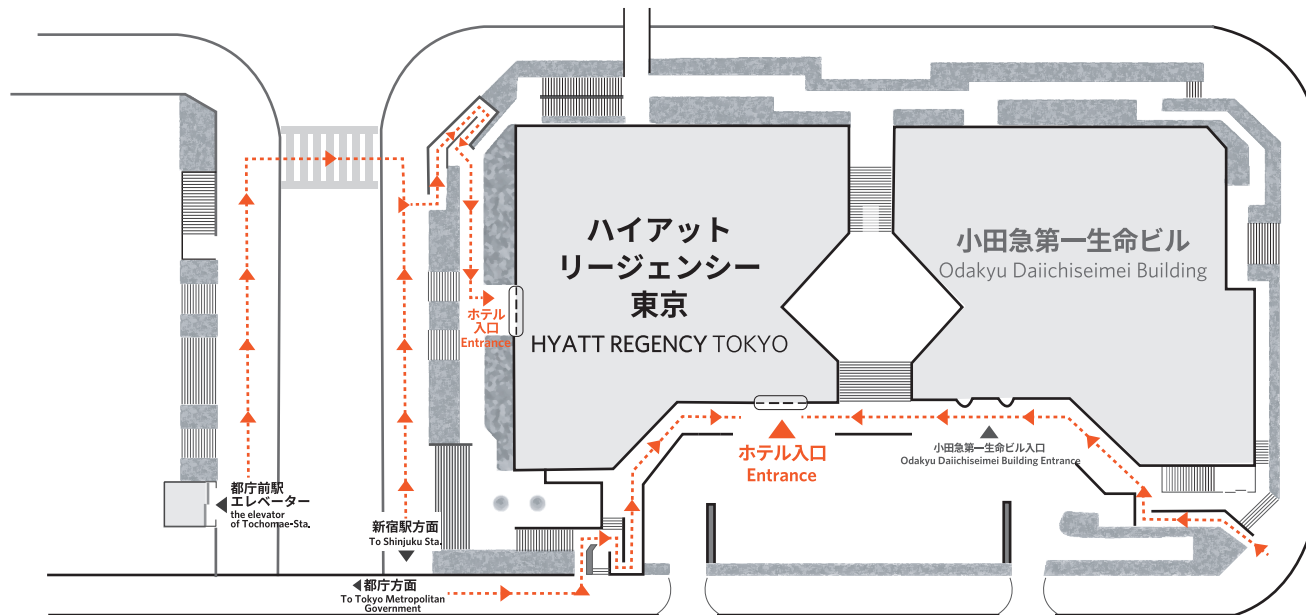 ハイアット
リージェンシー
東京
HYATT REGENCY TOKYO
小田急第一生命ビル
Odakyu Daiichiseimei Building
ホテル
入口
Entrance
ホテル入口
Entrance
小田急第一生命ビル入口
Odakyu Daiichiseimei Building Entrance
都庁前駅
エレベーター
the elevator
of Tochomae-Sta.
新宿駅方面
To Shinjuku Sta.
都庁方面
To Tokyo Metropolitan
Government